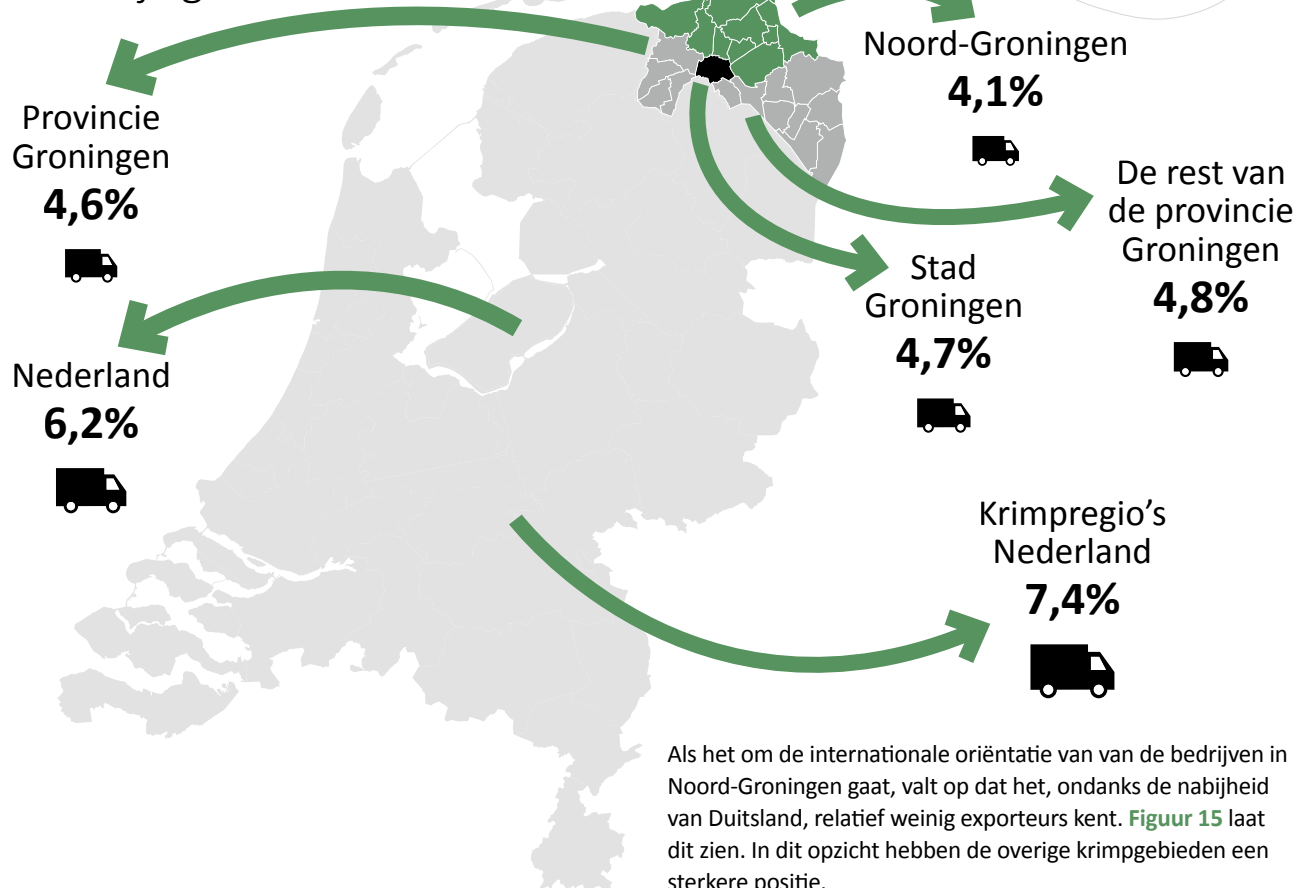 Noord-Groningen
4,1%
Provincie
Groningen
4,6%
De rest van
de provincie
Groningen
4,8%
Stad
Groningen
4,7%
Nederland
6,2%
Krimpregio's
Nederland
7,4%
Als het om de internationale oriëntatie van van de bedrijven in
Noord-Groningen gaat, valt op dat het, ondanks de nabijheid
van Duitsland, relatief weinig exporteurs kent. Figuur 15 laat
dit zien. In dit opzicht hebben de overige krimpgebieden een
sterkere positie.